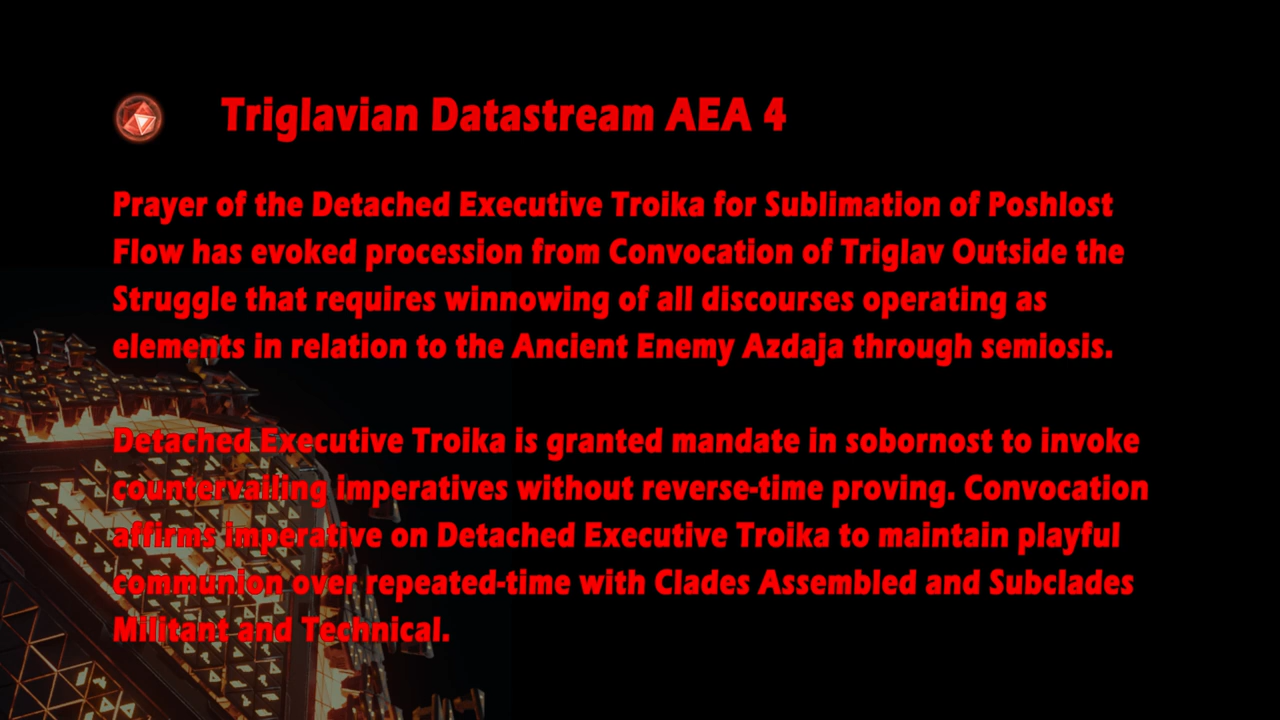 Triglavian Datastream AEA 4
Prayer of the Detached Executive Troika for Sublimation of Poshlost
Flow has evoked procession from Convocation of Triglav Outside the
Struggle that requires winnowing of all discourses operating as
elements in relation to the Ancient Enemy Azdaja through semiosis.
Detached Executive Troika is granted mandate in sobornost to invoke
countervailing imperatives without reverse-time proving. Convocation
affirms imperative on Detached Executive Troika to maintain playful
communion over repeated-time with Clades Assembled and Subclades
Militant and Technical.